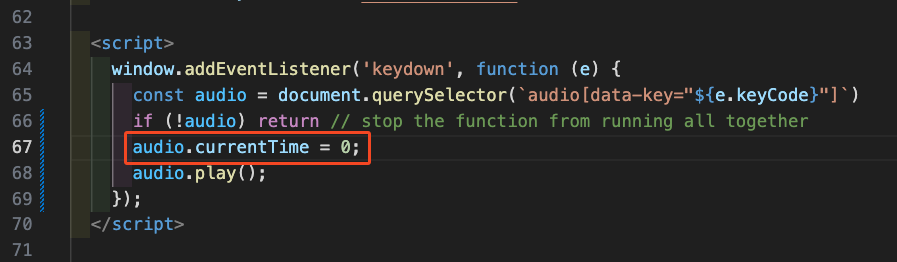 62
63 <script>
64 window.addEventListener('keydown', function (e) {
65 const audio = document.querySelector(`audio[data-key="${e.keyCode}"]`)
66 if (!audio) return // stop the function from running all together
67 audio.currentTime = 0;
68 audio.play();
69 });
70 </script>
71